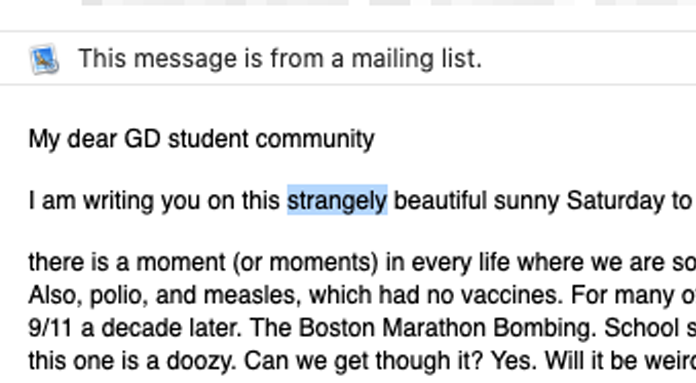 This message is from a mailing list.
My dear GD student community
I am writing you on this strangely beautiful sunny Saturday to
there is a moment (or moments) in every life where we are so
Also, polio, and measles, which had no vaccines. For many
9/11 a decade later. The Boston Marathon Bombing. School
this one is a doozy. Can we get though it? Yes. Will it be